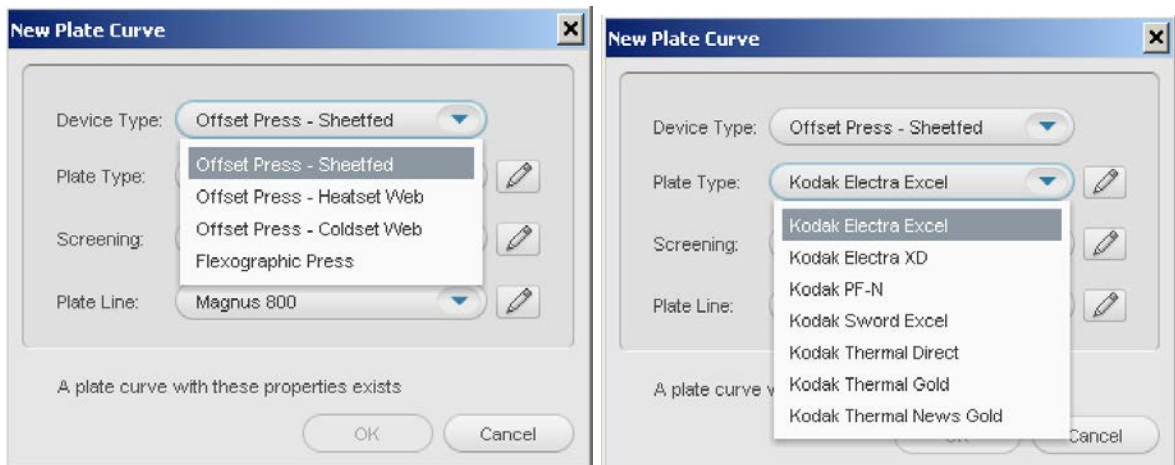 New Plate Curve
Device Type: Offset Press - Sheetfed
Offset Press - Sheetfed
Plate Type:
Offset Press - Heatset Web
Offset Press - Coldset Web
Screening:
Flexographic Press
Plate Line: Magnus 800
A plate curve with these properties exists
OK Cancel
New Plate Curve
Device Type: Offset Press - Sheetfed
Plate Type: Kodak Electra Excel
Kodak Electra Excel
Screening:
Kodak Electra XD
Kodak PF-N
Plate Line:
Kodak Sword Excel
Kodak Thermal Direct
A plate curve
Kodak Thermal Gold
Kodak Thermal News Gold
Cancel